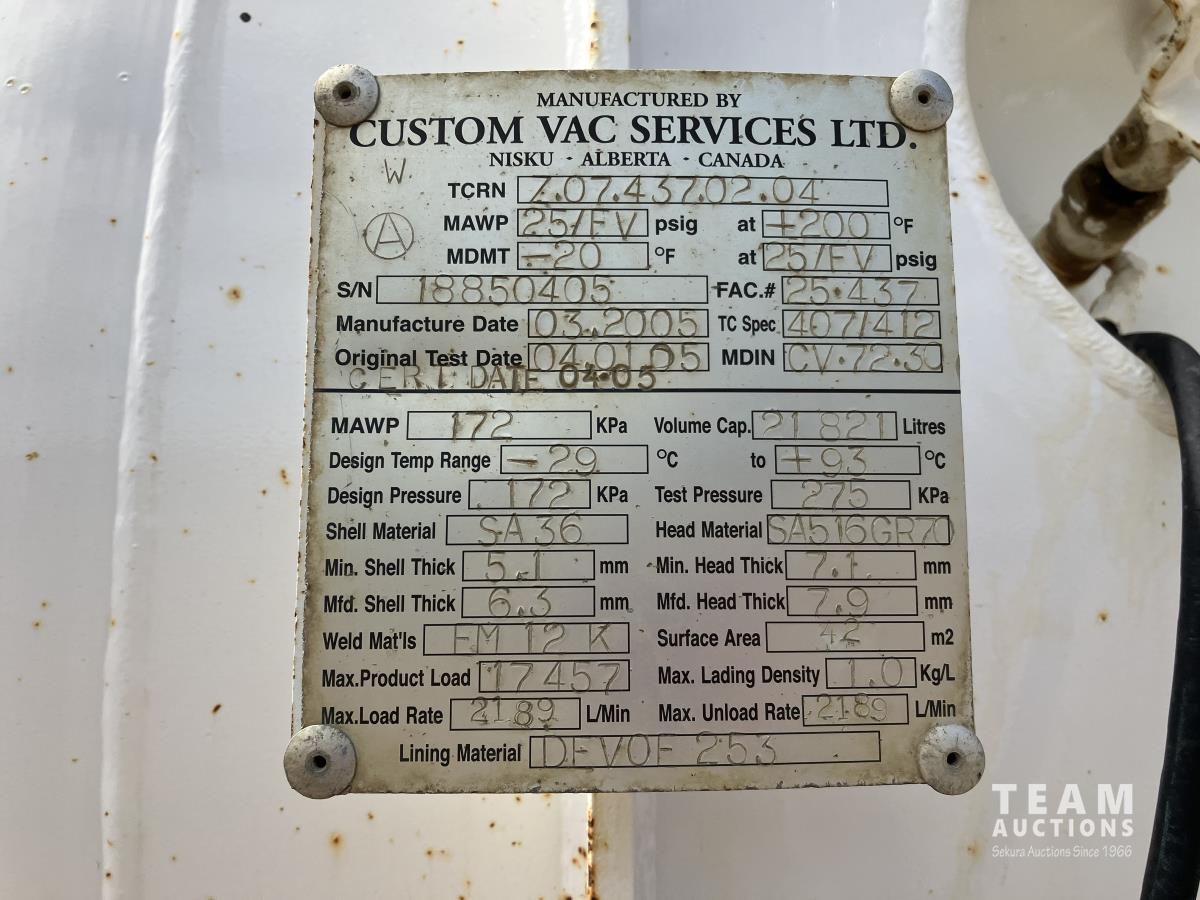 MANUFACTURED BY
CUSTOM VAC SERVICES LTD.
NISKU · ALBERTA · CANADA
W
TCRN 7.07.437.02.04
MAWP 25/FV psig at +200 °F
A
MDMT -20 °F at 25/FV psig
S/N 18850405 FAC.# 25.437
Manufacture Date 03.2005 TC Spec 407/412
Original Test Date 04.01.05 MDIN CV.72.30
CERT. DATE 04.05
MAWP 172 KPa Volume Cap. 21 821 Litres
Design Temp Range -29 °C to +93 °C
Design Pressure 172 KPa Test Pressure 275 KPa
Shell Material SA36 Head Material SA516GR70
Min. Shell Thick 5.1 mm Min. Head Thick 7.1 mm
Mfd. Shell Thick 6.3 mm Mfd. Head Thick 7.9 mm
Weld Mat'ls EM 12 K Surface Area 42 m2
Max.Product Load 17457 Max. Lading Density 1.0 Kg/L
Max.Load Rate 2189 L/Min Max. Unload Rate 2189 L/Min
Lining Material DEVOE 253
TEAM
AUCTIONS
Sekura Auctions Since 1966